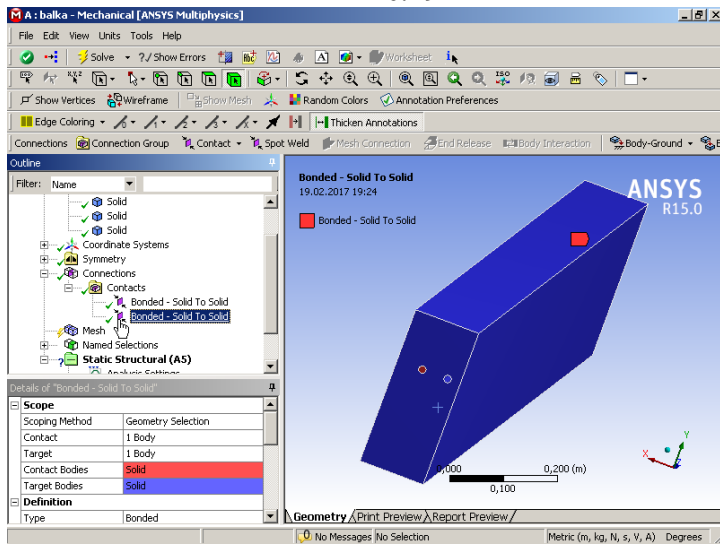 A : balka - Mechanical [ANSYS Multiphysics]
File Edit View Units Tools Help
Solve ?/ Show Errors Worksheet
Show Vertices Wireframe Show Mesh Random Colors Annotation Preferences
Edge Coloring Thicken Annotations
Connections Connection Group Contact Spot Weld Mesh Connection End Release Body Interaction Body-Ground
Outline
Filter: Name
Solid
Solid
Solid
Coordinate Systems
Symmetry
Connections
Contacts
Bonded - Solid To Solid
Bonded - Solid To Solid
Mesh
Named Selections
Static Structural (A5)
Analysis Settings
Details of "Bonded - Solid To Solid"
Scope
Scoping Method Geometry Selection
Contact 1 Body
Target 1 Body
Contact Bodies Solid
Target Bodies Solid
Definition
Type Bonded
Bonded - Solid To Solid
19.02.2017 19:24
Bonded - Solid To Solid
ANSYS
R15.0
0,000 0,200 (m)
0,100
Y
X
Z
Geometry Print Preview Report Preview
No Messages No Selection Metric (m, kg, N, s, V, A) Degrees